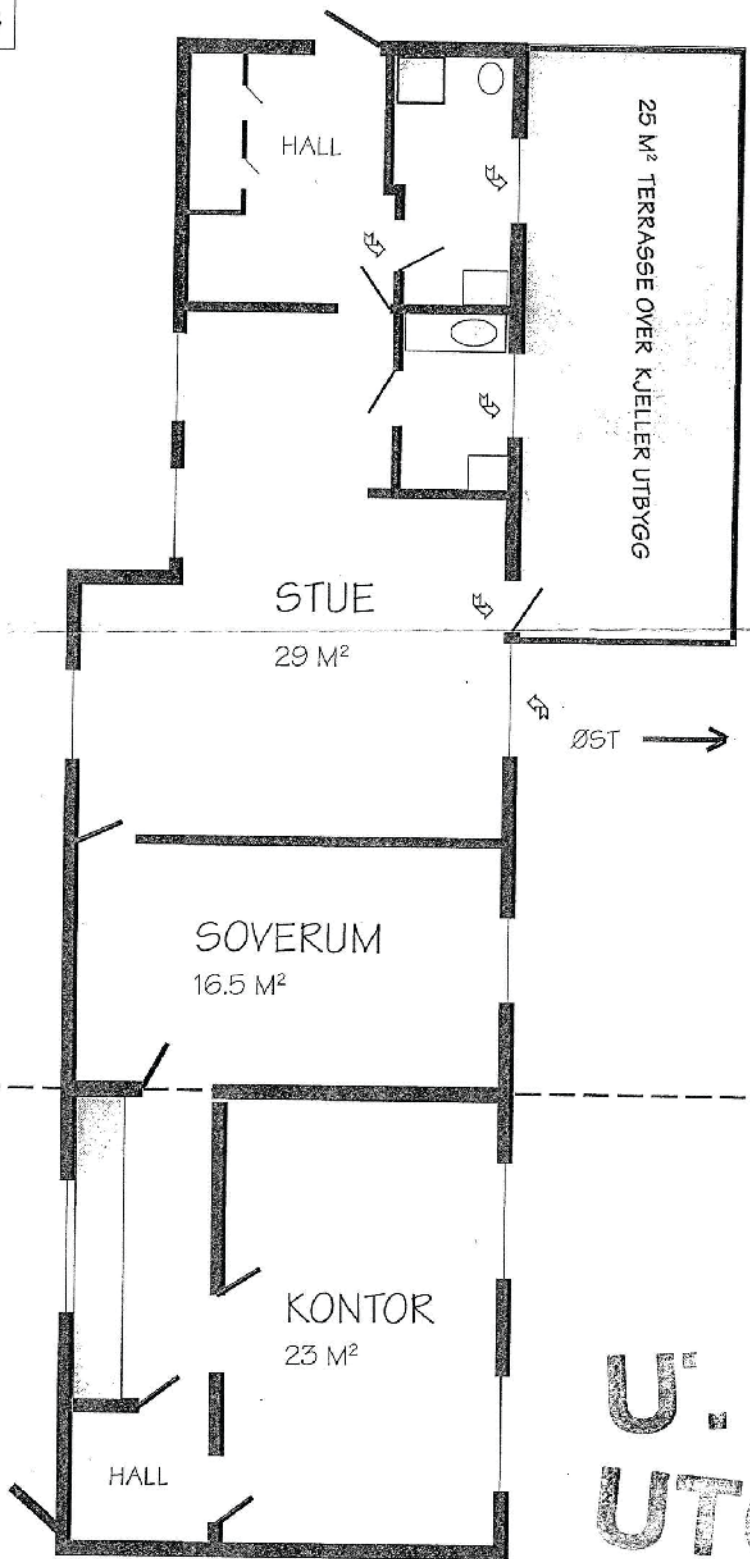 HALL
25 M² TERRASSE OVER KJELLER UTBYGG
STUE
29 M²
ØST
SOVERUM
16.5 M²
KONTOR
23 M²
HALL
U.